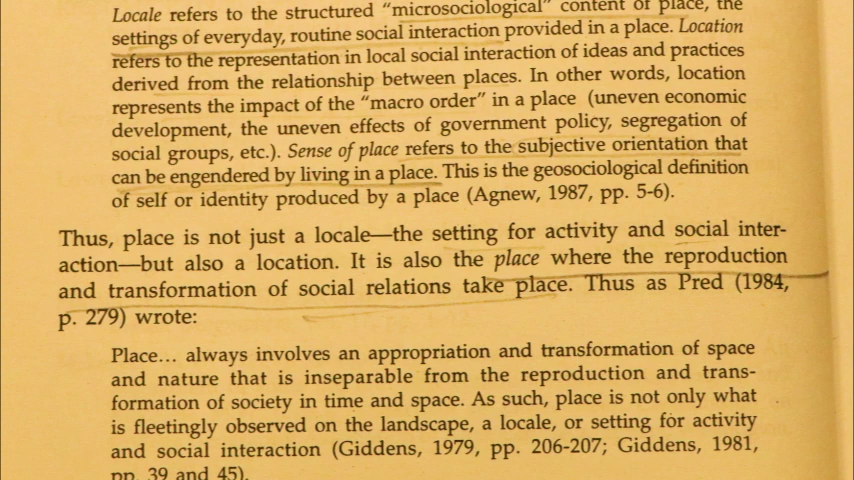 Locale refers to the structured “microsociological” content of place, the
settings of everyday, routine social interaction provided in a place. Location
refers to the representation in local social interaction of ideas and practices
derived from the relationship between places. In other words, location
represents the impact of the “macro order” in a place (uneven economic
development, the uneven effects of government policy, segregation of
social groups, etc.). Sense of place refers to the subjective orientation that
can be engendered by living in a place. This is the geosociological definition
of self or identity produced by a place (Agnew, 1987, pp. 5-6).
Thus, place is not just a locale—the setting for activity and social inter-
action—but also a location. It is also the place where the reproduction
and transformation of social relations take place. Thus as Pred (1984,
p. 279) wrote:
Place... always involves an appropriation and transformation of space
and nature that is inseparable from the reproduction and trans-
formation of society in time and space. As such, place is not only what
is fleetingly observed on the landscape, a locale, or setting for activity
and social interaction (Giddens, 1979, pp. 206-207; Giddens, 1981,
pp. 39 and 45).